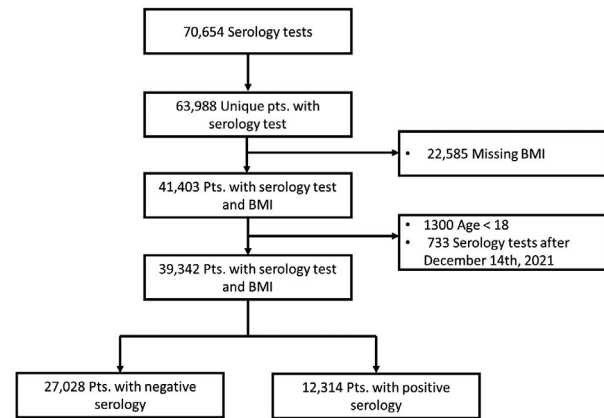 70,654 Serology tests
63,988 Unique pts. with
serology test
• 22,585 Missing BMI
41,403 Pts. with serology test
and BMI
• 1300 Age < 18
• 733 Serology tests after
December 14th, 2021
39,342 Pts. with serology test
and BMI
27,028 Pts. with negative
serology
12,314 Pts. with positive
serology